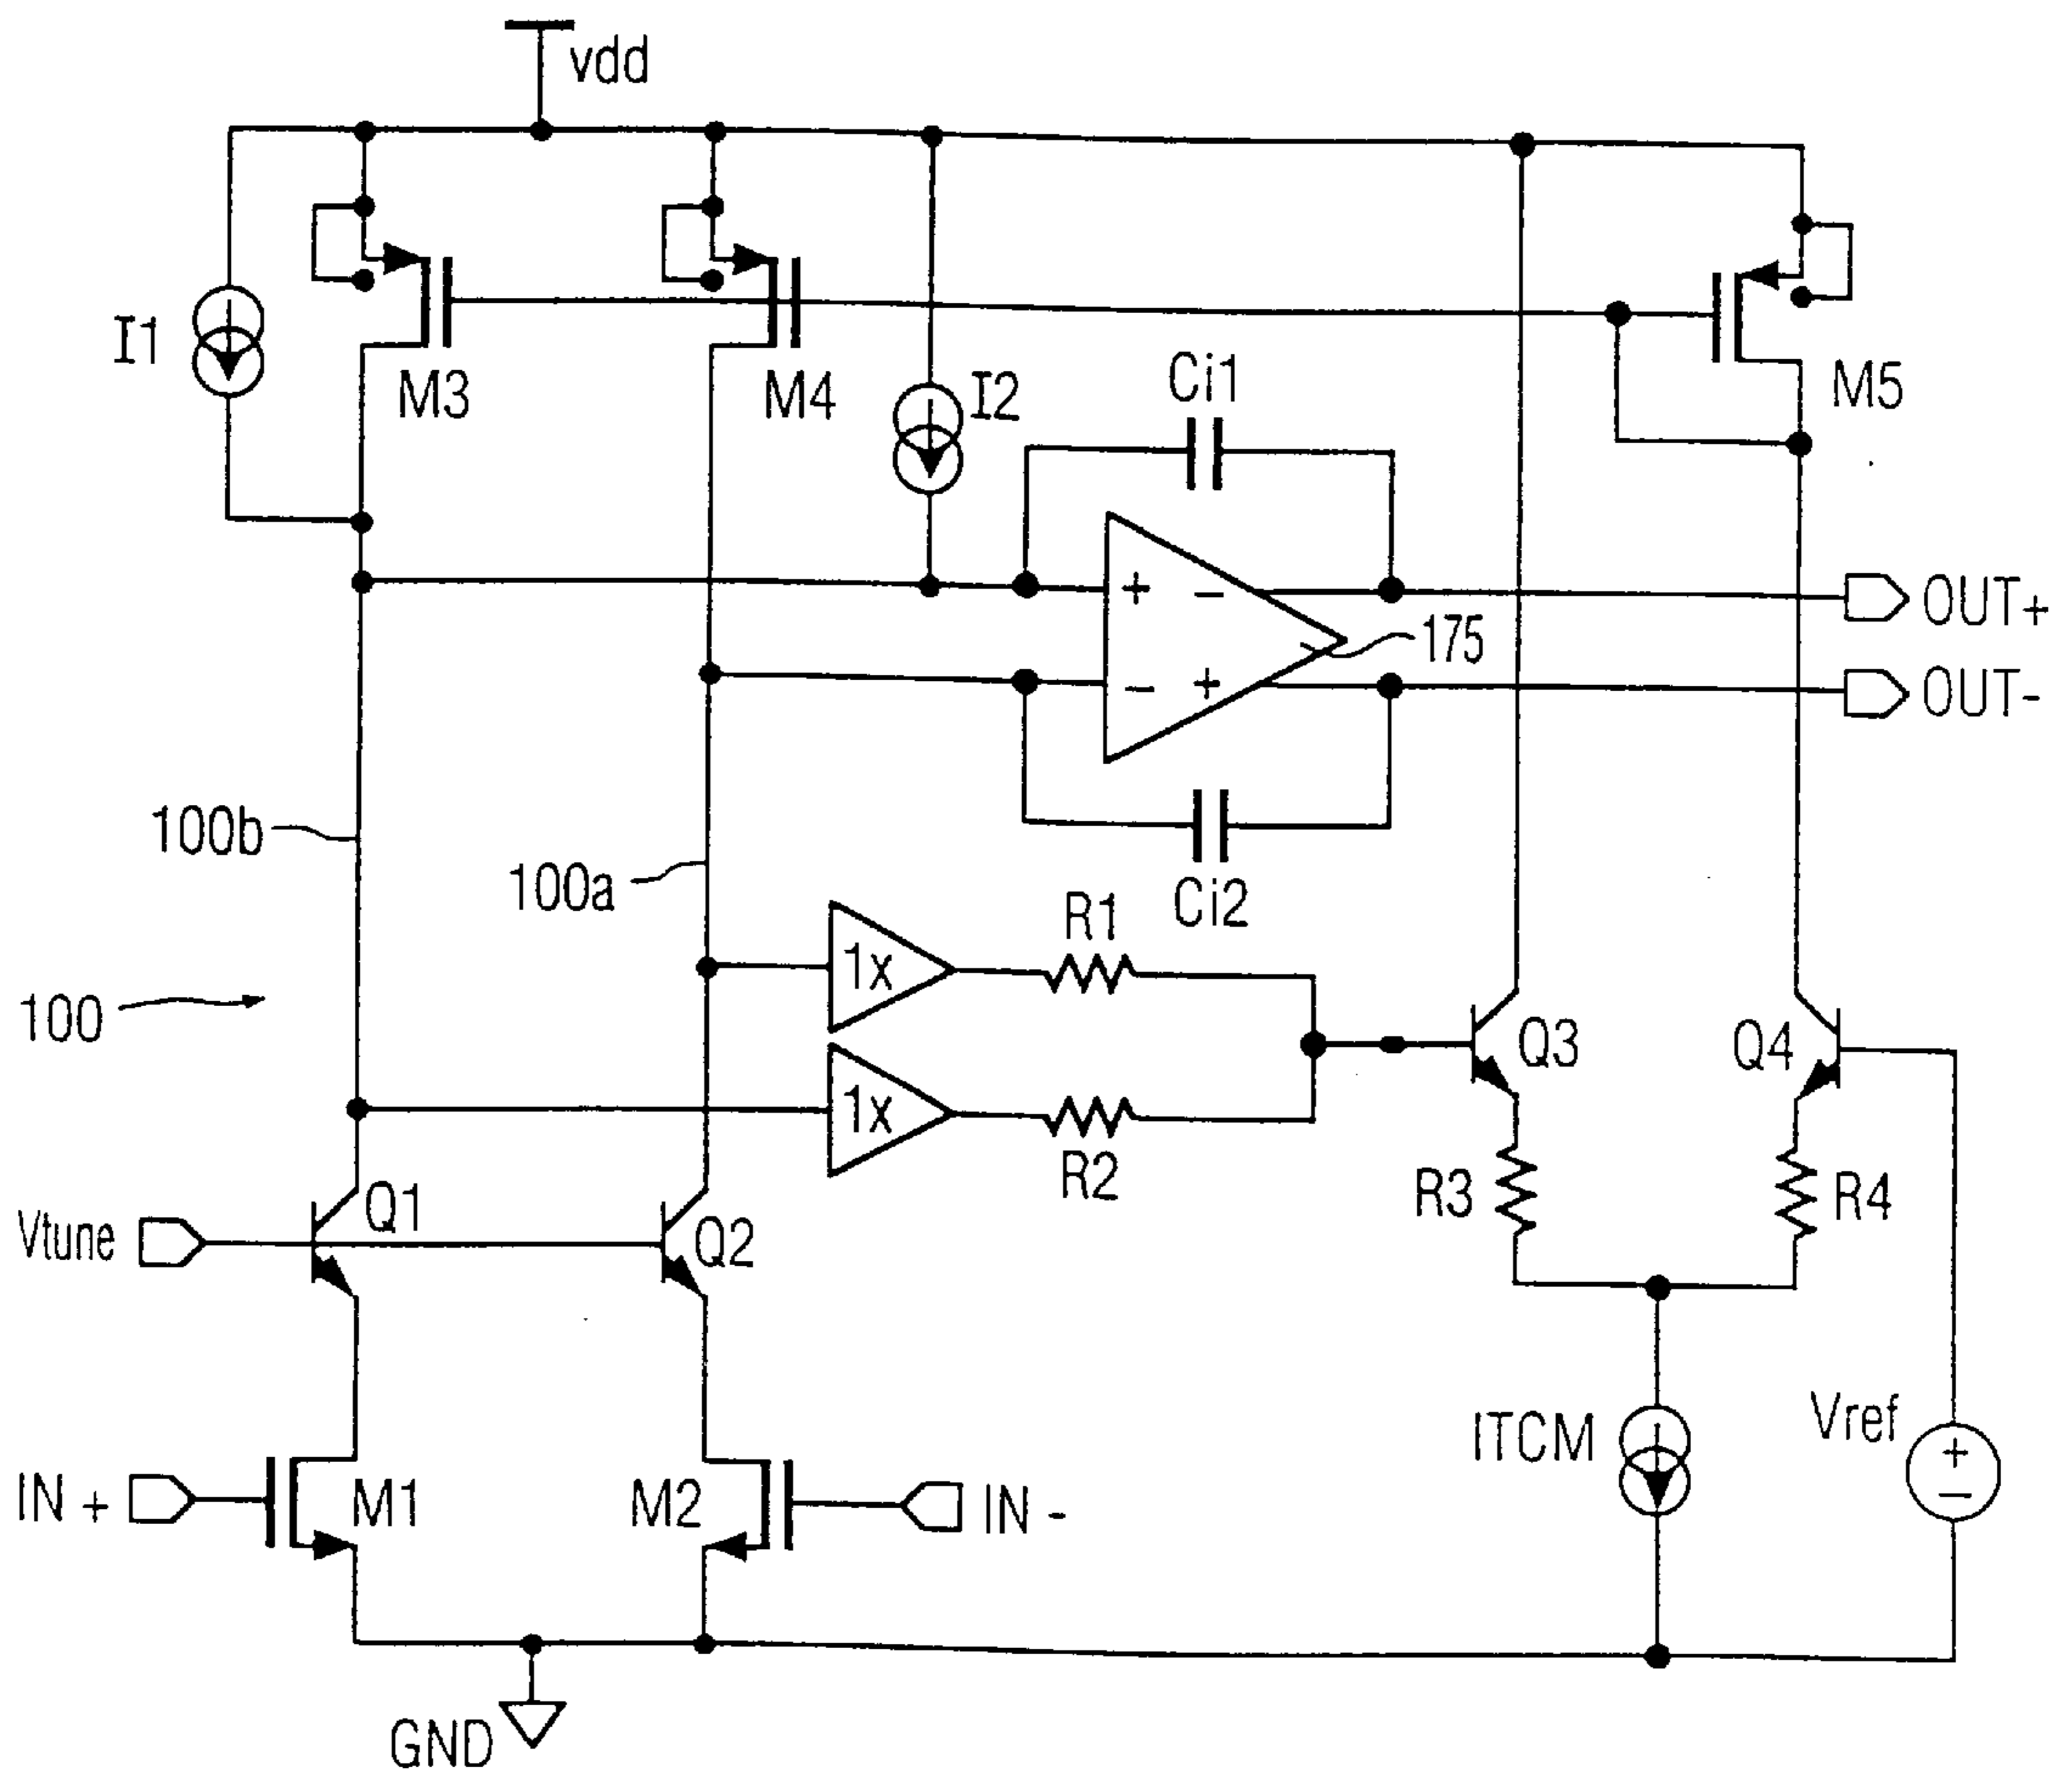 vdd
I1
M3
M4
I2
Ci1
M5
+ −
OUT+
175
− +
OUT-
100b
100a
Ci2
R1
1x
100
Q3
Q4
1x
R2
R3
R4
Vtune
Q1
Q2
ITCM
Vref
+
−
IN +
M1
M2
IN -
GND